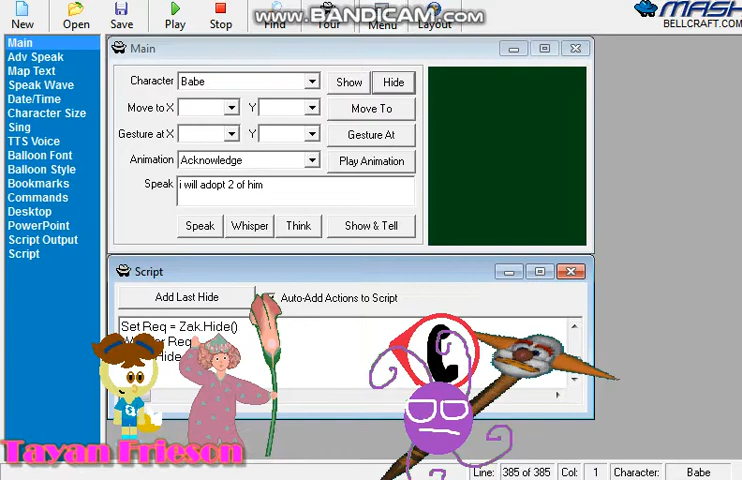 New Open Save Play Stop Find Tour Menu Layout
www.BANDICAM.com
MASH
BELLCRAFT.COM
Main
Adv Speak
Map Text
Speak Wave
Date/Time
Character Size
Sing
TTS Voice
Balloon Font
Balloon Style
Bookmarks
Commands
Desktop
PowerPoint
Script Output
Script
Main
Character Babe Show Hide
Move to X Y Move To
Gesture at X Y Gesture At
Animation Acknowledge Play Animation
Speak i will adopt 2 of him
Speak Whisper Think Show & Tell
Script
Add Last Hide Auto-Add Actions to Script
Set Req = Zak.Hide()
Req
Hide
Tayan Frieson
Line: 385 of 385 Col: 1 Character: Babe